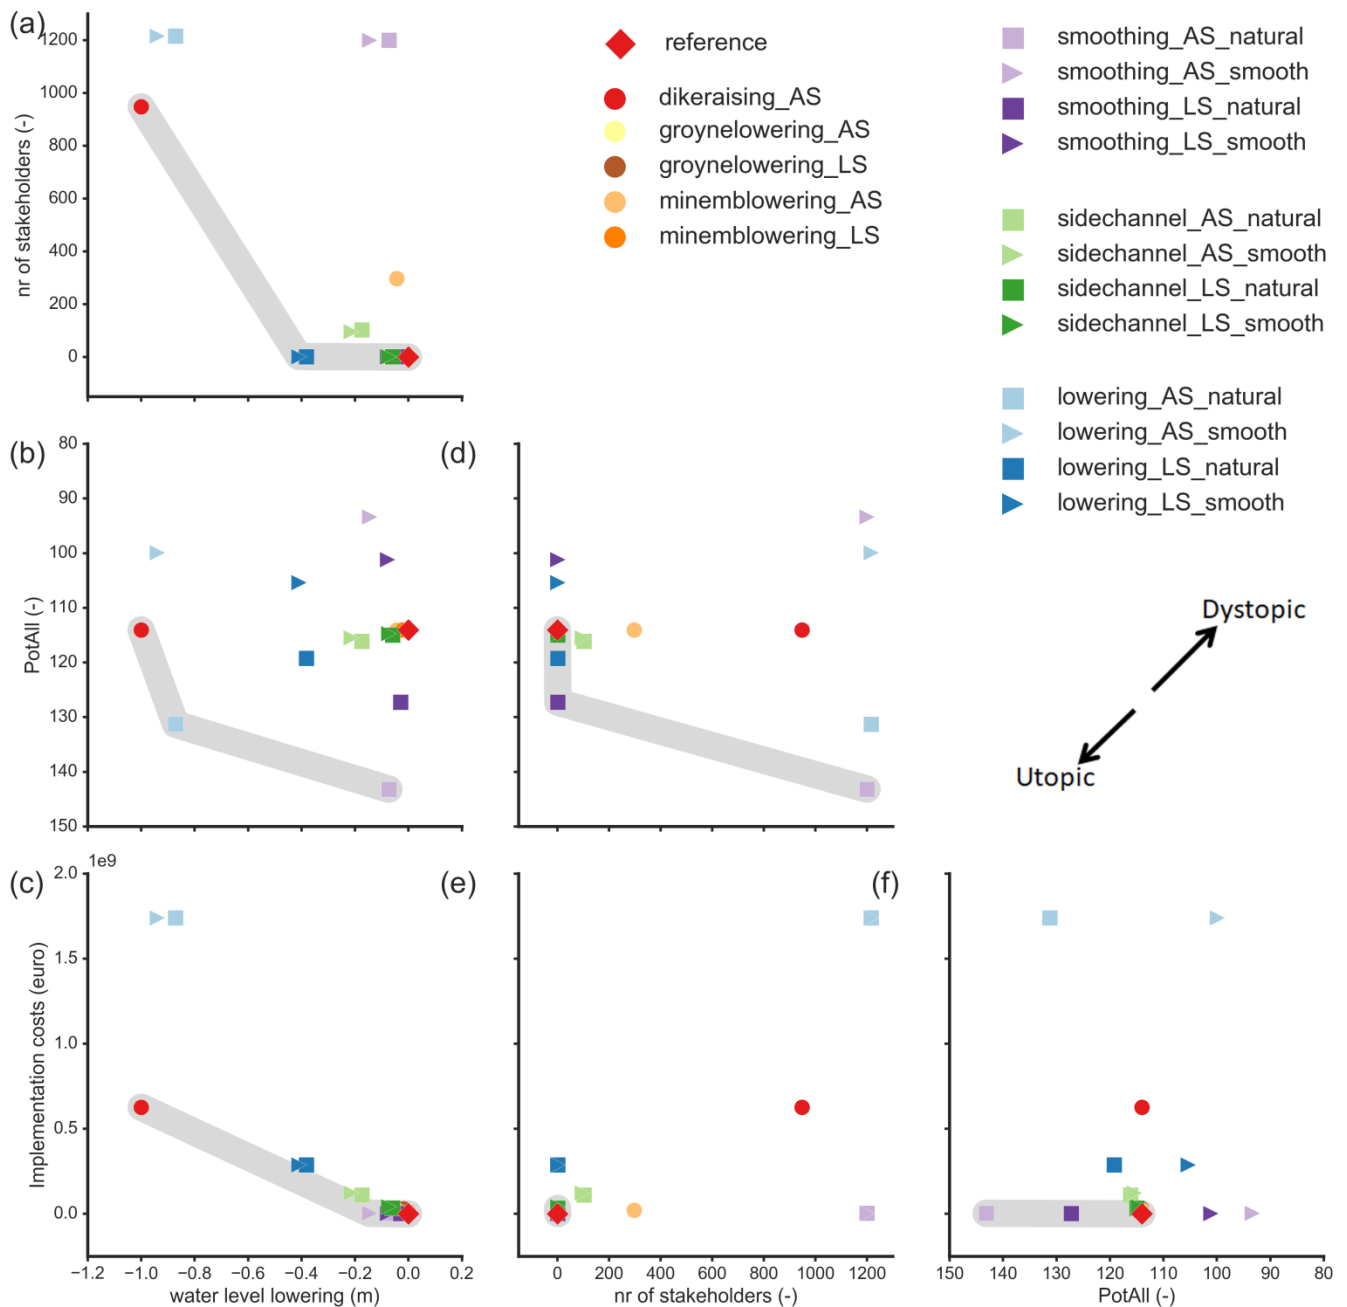 (a)
1200
1000
800
600
400
200
0
nr of stakeholders (-)
reference
dikeraising_AS
groynelowering_AS
groynelowering_LS
minemblowering_AS
minemblowering_LS
smoothing_AS_natural
smoothing_AS_smooth
smoothing_LS_natural
smoothing_LS_smooth
sidechannel_AS_natural
sidechannel_AS_smooth
sidechannel_LS_natural
sidechannel_LS_smooth
lowering_AS_natural
lowering_AS_smooth
lowering_LS_natural
lowering_LS_smooth
(b)
80
90
100
110
120
130
140
150
PotAll (-)
(d)
Dystopic
Utopic
(c)
1e9
2.0
1.5
1.0
0.5
0.0
Implementation costs (euro)
−1.2 −1.0 −0.8 −0.6 −0.4 −0.2 0.0 0.2
water level lowering (m)
(e)
0 200 400 600 800 1000 1200
nr of stakeholders (-)
(f)
150 140 130 120 110 100 90 80
PotAll (-)